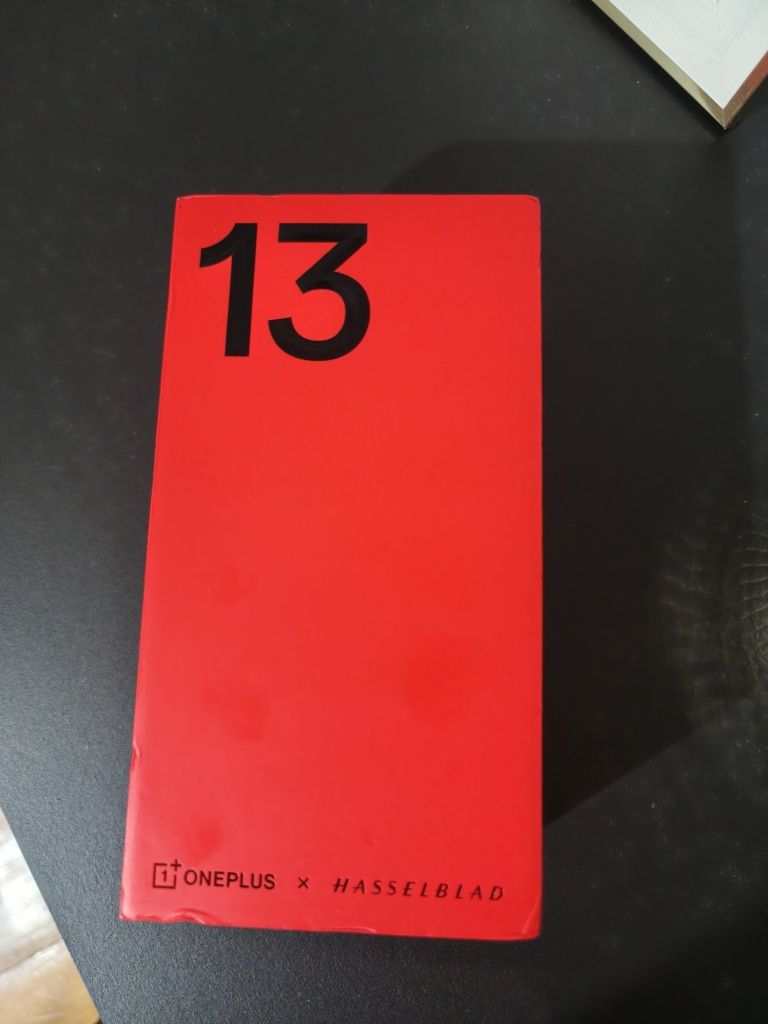 13
1+ ONEPLUS × HASSELBLAD